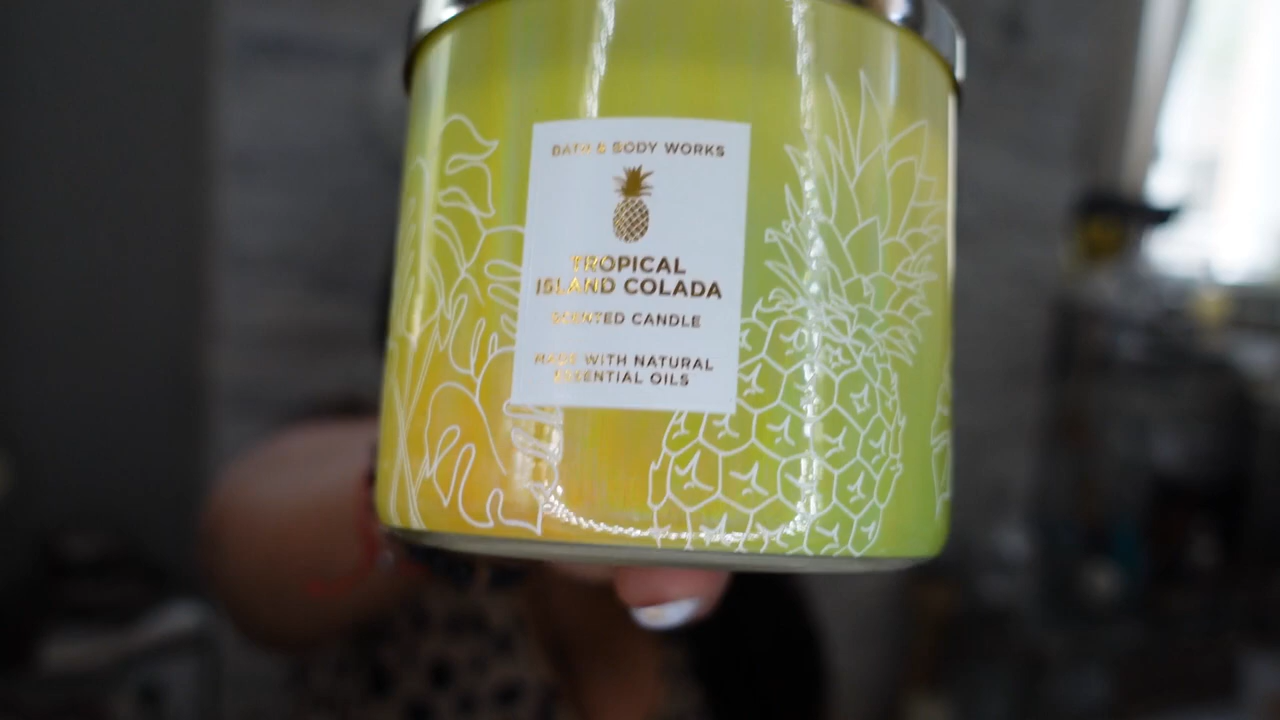 BATH & BODY WORKS
TROPICAL
ISLAND COLADA
SCENTED CANDLE
MADE WITH NATURAL
ESSENTIAL OILS